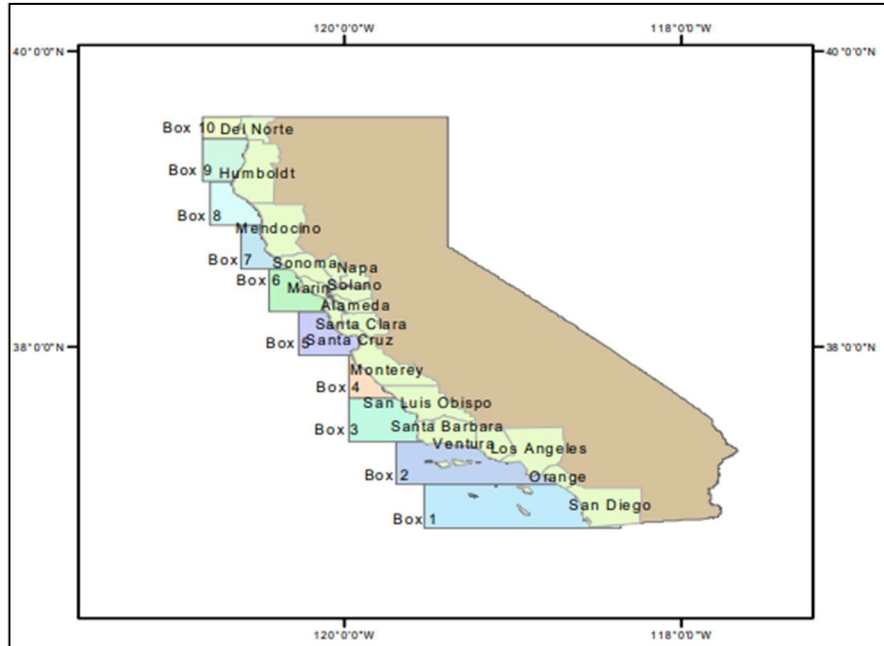 120°0'0"W 118°0'0"W
40°0'0"N 40°0'0"N
Box 10 Del Norte
Box 9 Humboldt
Box 8
Mendocino
Box 7 Sonoma Napa
Box 6 Marin Solano
Alameda
Santa Clara
Box 5 Santa Cruz
38°0'0"N 38°0'0"N
Monterey
Box 4
San Luis Obispo
Box 3 Santa Barbara
Ventura
Los Angeles
Box 2 Orange
San Diego
Box 1
120°0'0"W 118°0'0"W